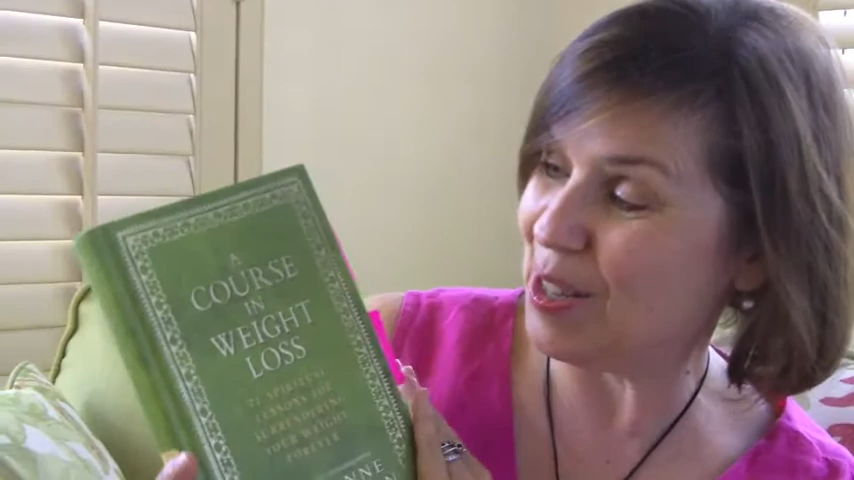 A
COURSE
IN
WEIGHT
LOSS
21 SPIRITUAL
LESSONS FOR
SURRENDERING
YOUR WEIGHT
FOREVER